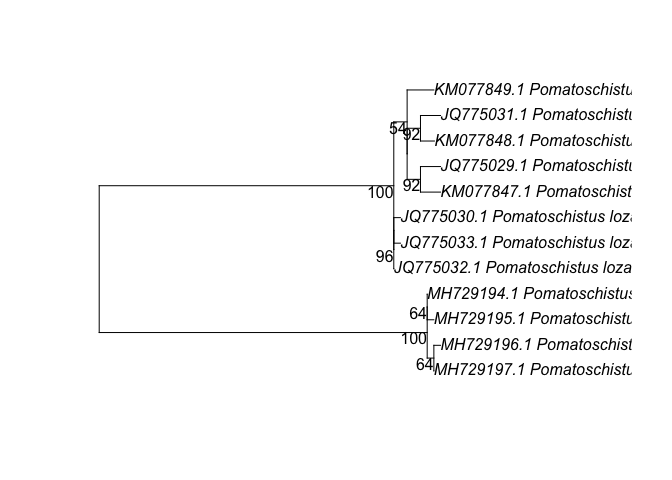 KM077849.1 Pomatoschistu
JQ775031.1 Pomatoschistu
54
92
KM077848.1 Pomatoschistu
JQ775029.1 Pomatoschistu
92
KM077847.1 Pomatoschist
100
JQ775030.1 Pomatoschistus loza
JQ775033.1 Pomatoschistus loza
96
JQ775032.1 Pomatoschistus loza
MH729194.1 Pomatoschistus
64
MH729195.1 Pomatoschistu
100
MH729196.1 Pomatoschist
64
MH729197.1 Pomatoschistu